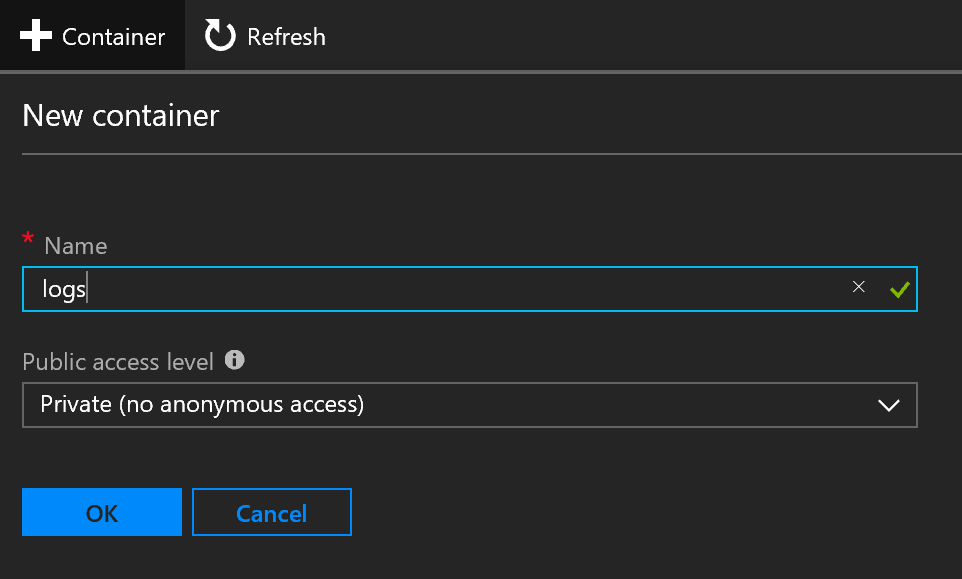 Container Refresh
New container
* Name
logs
Public access level
Private (no anonymous access)
OK Cancel